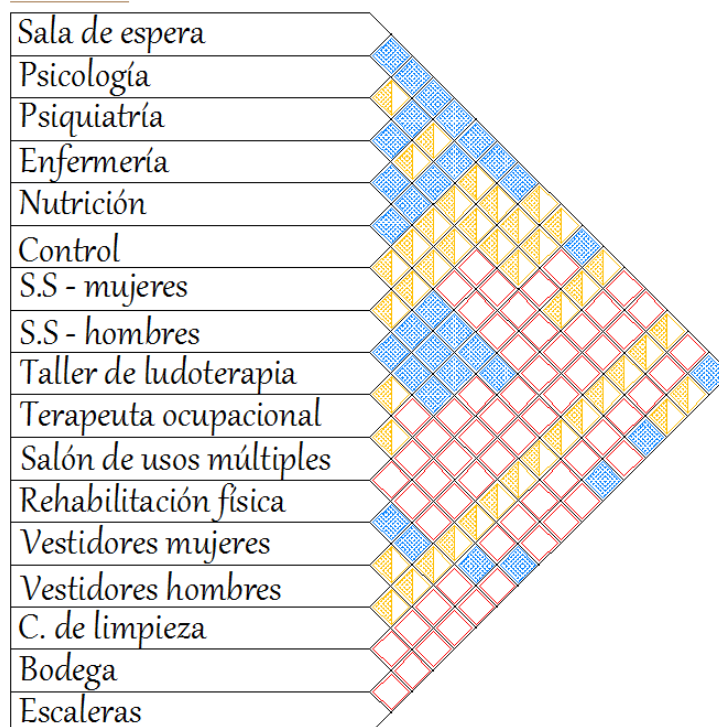 Sala de espera
Psicología
Psiquiatría
Enfermería
Nutrición
Control
S.S - mujeres
S.S - hombres
Taller de ludoterapia
Terapeuta ocupacional
Salón de usos múltiples
Rehabilitación física
Vestidores mujeres
Vestidores hombres
C. de limpieza
Bodega
Escaleras